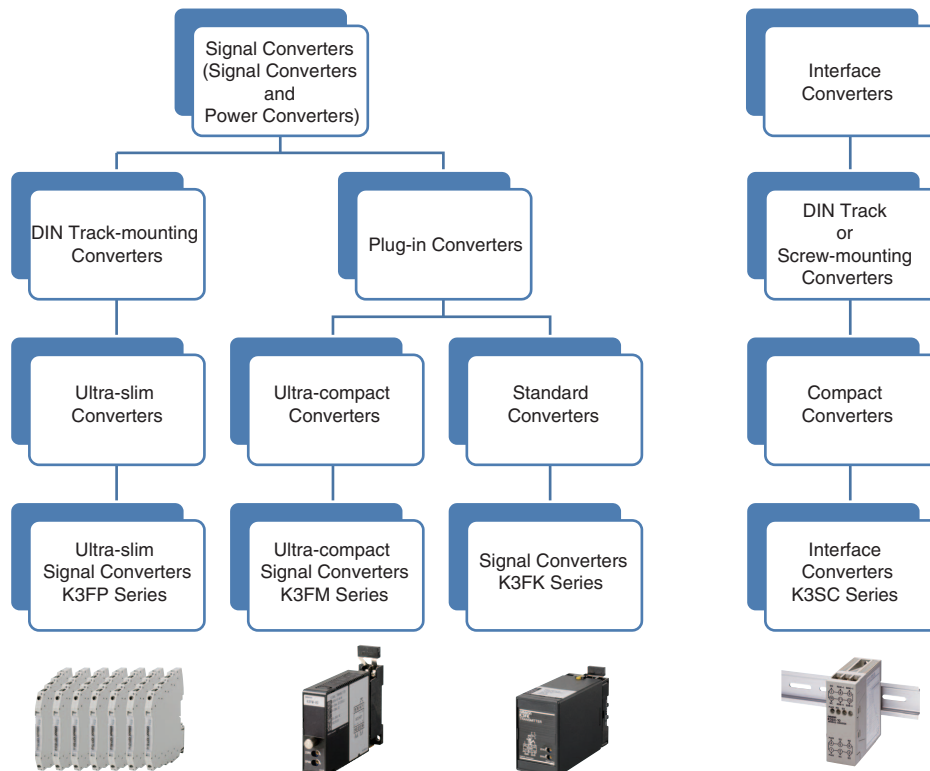 Signal Converters
(Signal Converters
and
Power Converters)
Interface
Converters
DIN Track-mounting
Converters
Plug-in Converters
DIN Track
or
Screw-mounting
Converters
Ultra-slim
Converters
Ultra-compact
Converters
Standard
Converters
Compact
Converters
Ultra-slim
Signal Converters
K3FP Series
Ultra-compact
Signal Converters
K3FM Series
Signal Converters
K3FK Series
Interface
Converters
K3SC Series